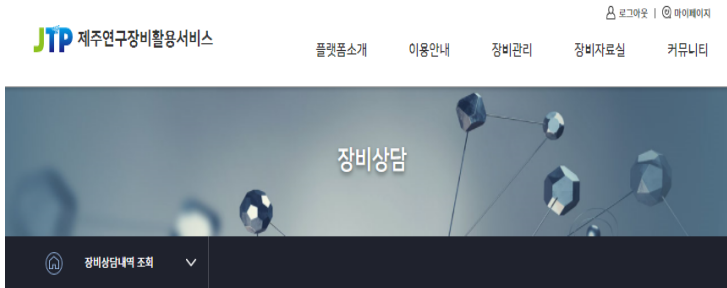 로그아웃 | 마이페이지
JTP 제주연구장비활용서비스
플랫폼소개 이용안내 장비관리 장비자료실 커뮤니티
장비상담
장비상담내역 조회